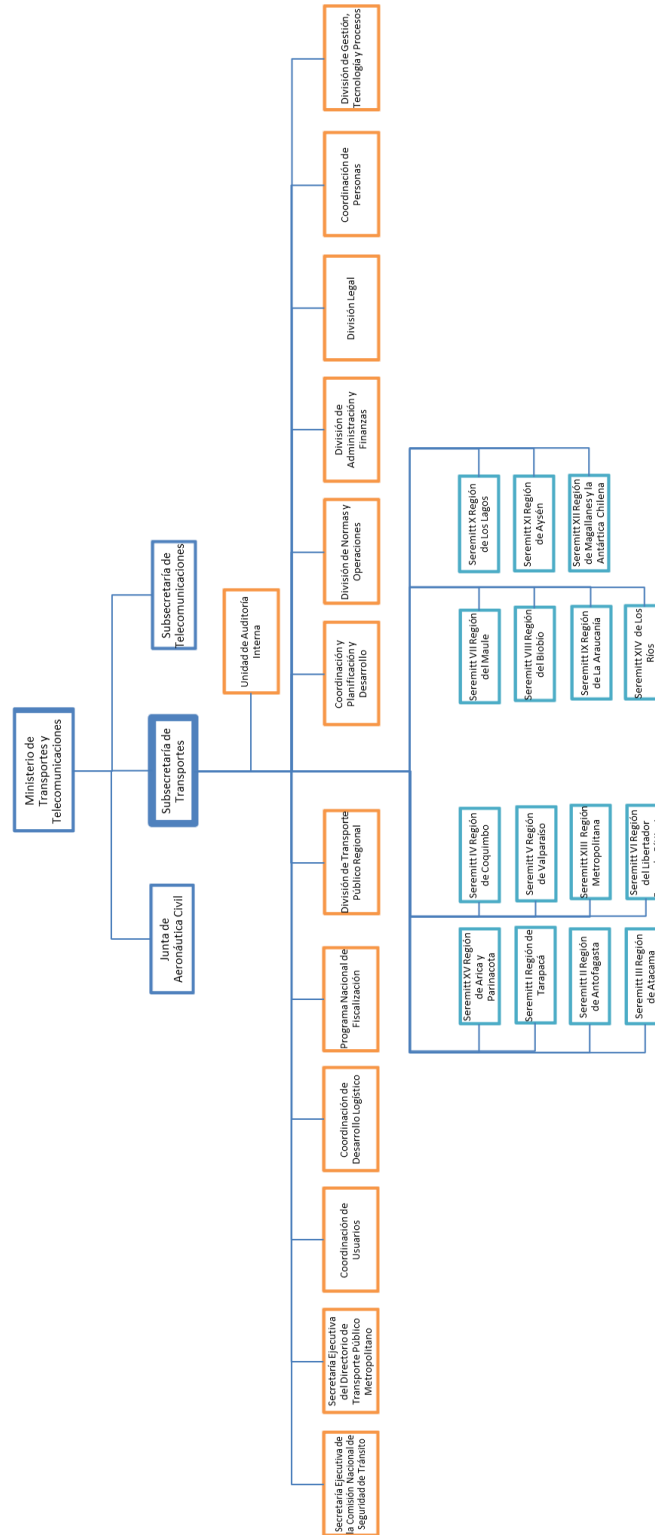 Ministerio de
Transportes y
Telecomunicaciones
Junta de
Aeronáutica Civil
Subsecretaría de
Transportes
Subsecretaría de
Telecomunicaciones
Unidad de Auditoría
Interna
Secretaría Ejecutiva de
la Comisión Nacional de
Seguridad de Tránsito
Secretaría Ejecutiva
del Directorio de
Transporte Público
Metropolitano
Coordinación de
Usuarios
Coordinación de
Desarrollo Logístico
Programa Nacional de
Fiscalización
División de Transporte
Público Regional
Coordinación y
Planificación y
Desarrollo
División de Normas y
Operaciones
División de
Administración y
Finanzas
División Legal
Coordinación de
Personas
División de Gestión,
Tecnología y Procesos
Seremitt XV Región
de Arica y
Parinacota
Seremitt IV Región
de Coquimbo
Seremitt VII Región
del Maule
Seremitt X Región
de Los Lagos
Seremitt I Región de
Tarapacá
Seremitt V Región
de Valparaíso
Seremitt VIII Región
del Biobío
Seremitt XI Región
de Aysén
Seremitt II Región
de Antofagasta
Seremitt XIII Región
Metropolitana
Seremitt IX Región
de La Araucanía
Seremitt XII Región
de Magallanes y la
Antártica Chilena
Seremitt III Región
de Atacama
Seremitt VI Región
del Libertador
Seremitt XIV de Los
Ríos